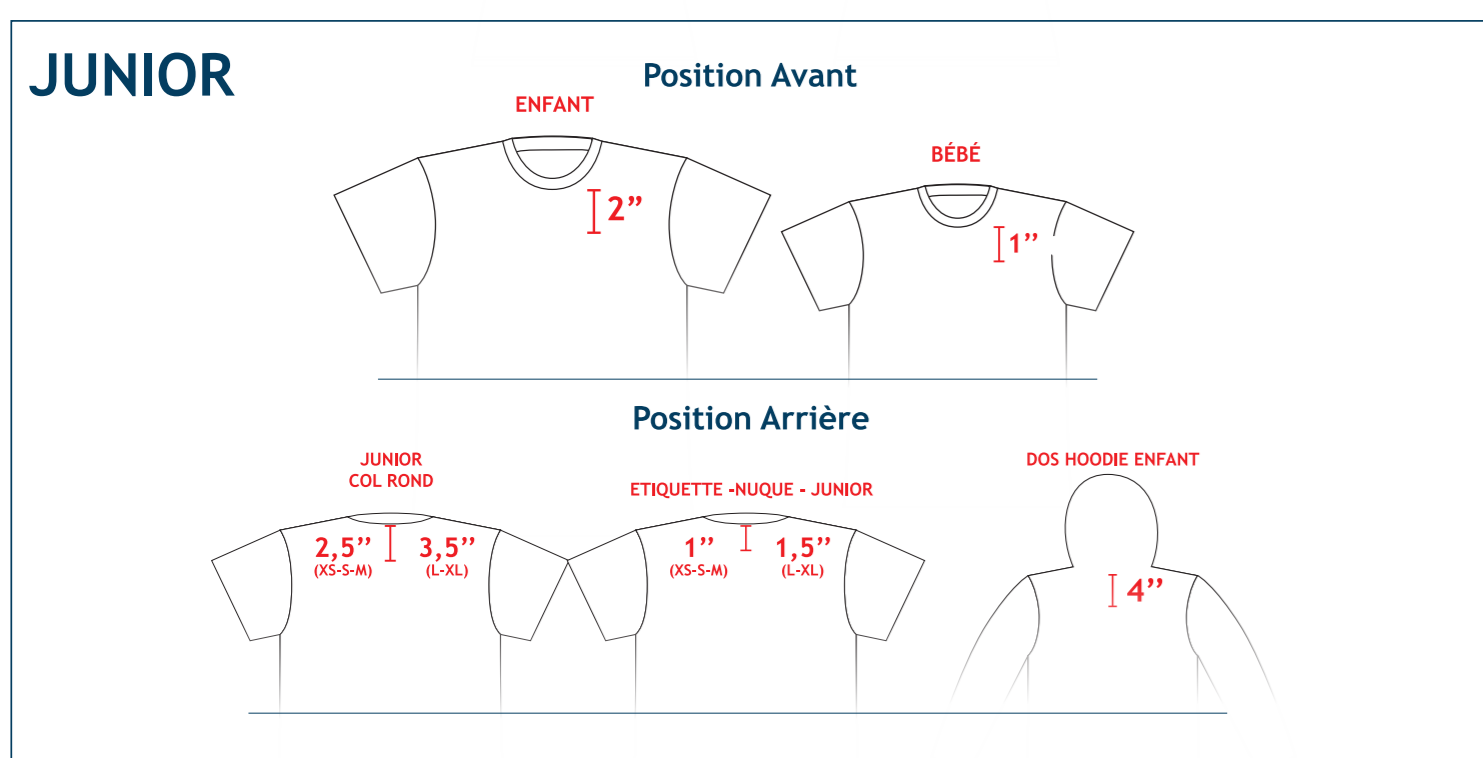 JUNIOR
Position Avant
ENFANT
2”
BÉBÉ
1”
Position Arrière
JUNIOR
COL ROND
2,5”
(XS-S-M)
3,5”
(L-XL)
ETIQUETTE -NUQUE - JUNIOR
1”
(XS-S-M)
1,5”
(L-XL)
DOS HOODIE ENFANT
4”